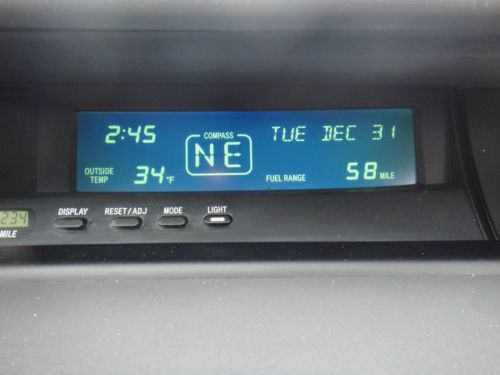 2:45
COMPASS
NE
TUE DEC 31
OUTSIDE
TEMP
34°F
FUEL RANGE
58 MILE
234
MILE
DISPLAY
RESET/ADJ
MODE
LIGHT